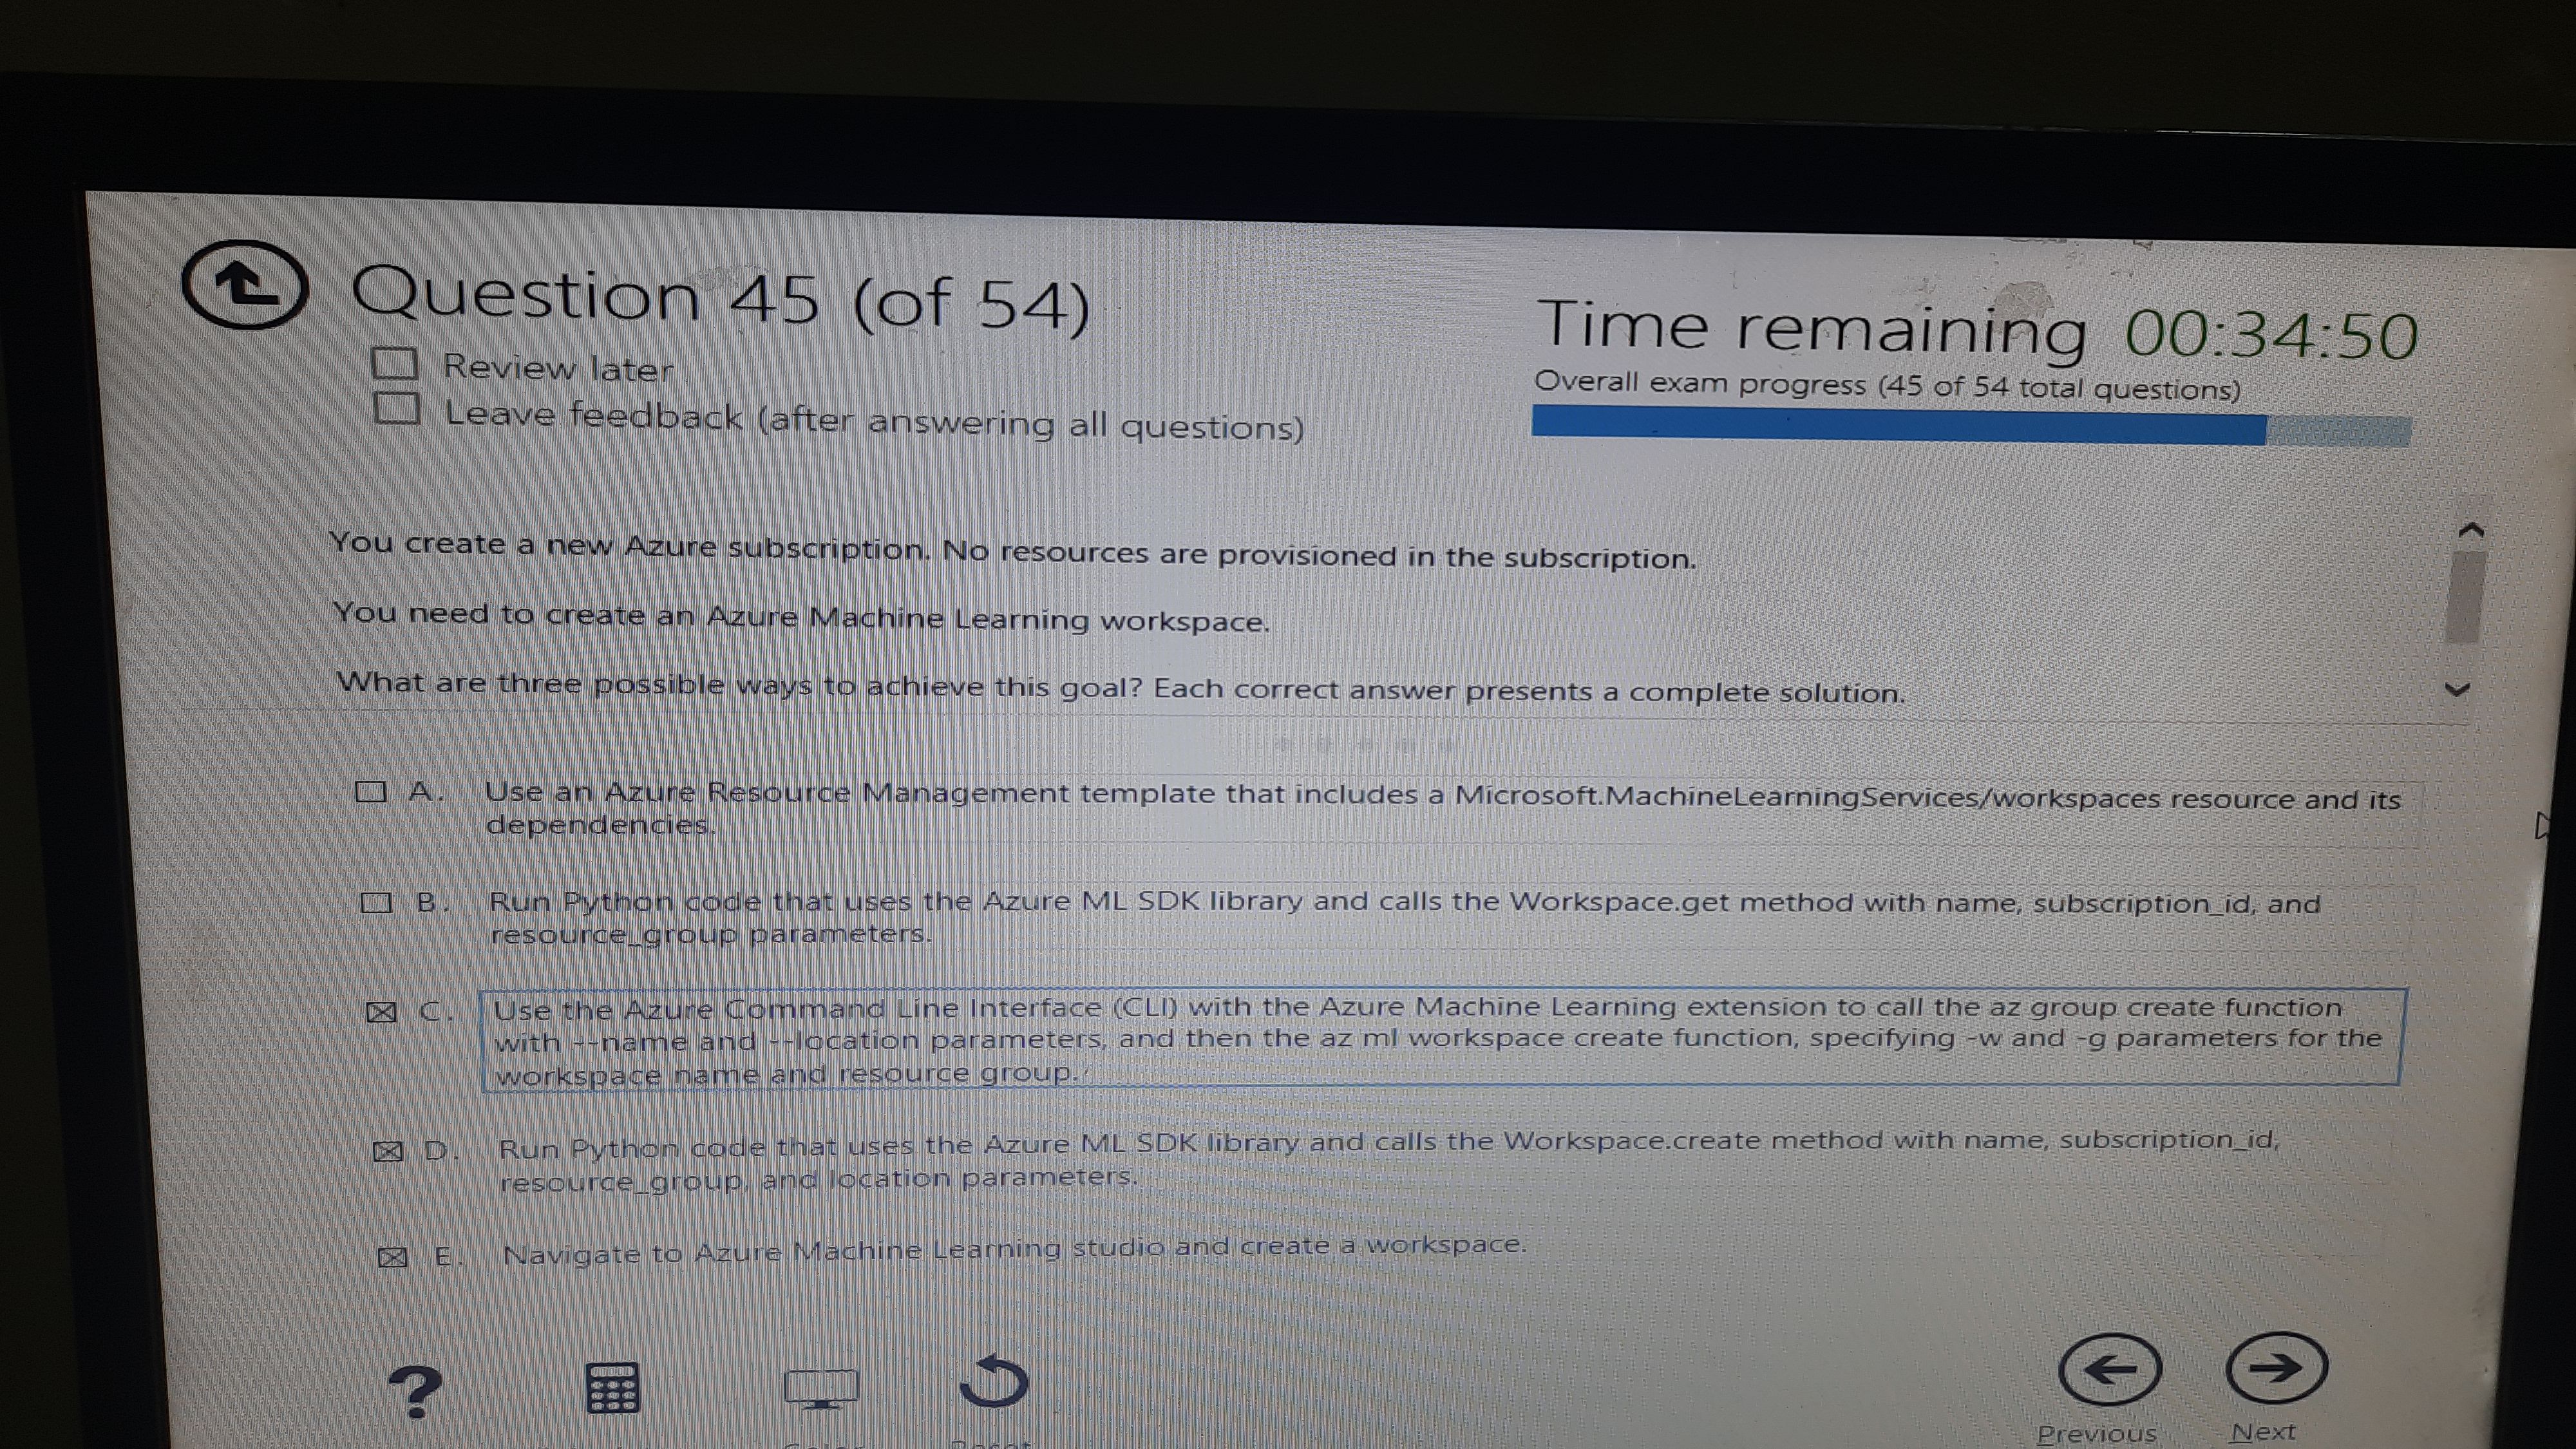 Question 45 (of 54)
Time remaining 00:34:50
Review later
Overall exam progress (45 of 54 total questions)
Leave feedback (after answering all questions)
You create a new Azure subscription. No resources are provisioned in the subscription.
You need to create an Azure Machine Learning workspace.
What are three possible ways to achieve this goal? Each correct answer presents a complete solution.
A. Use an Azure Resource Management template that includes a Microsoft.MachineLearningServices/workspaces resource and its
dependencies.
B. Run Python code that uses the Azure ML SDK library and calls the Workspace.get method with name, subscription_id, and
resource_group parameters.
C. Use the Azure Command Line Interface (CLI) with the Azure Machine Learning extension to call the az group create function
with --name and --location parameters, and then the az ml workspace create function, specifying -w and -g parameters for the
workspace name and resource group.
D. Run Python code that uses the Azure ML SDK library and calls the Workspace.create method with name, subscription_id,
resource_group, and location parameters.
E. Navigate to Azure Machine Learning studio and create a workspace.
?
Previous
Next